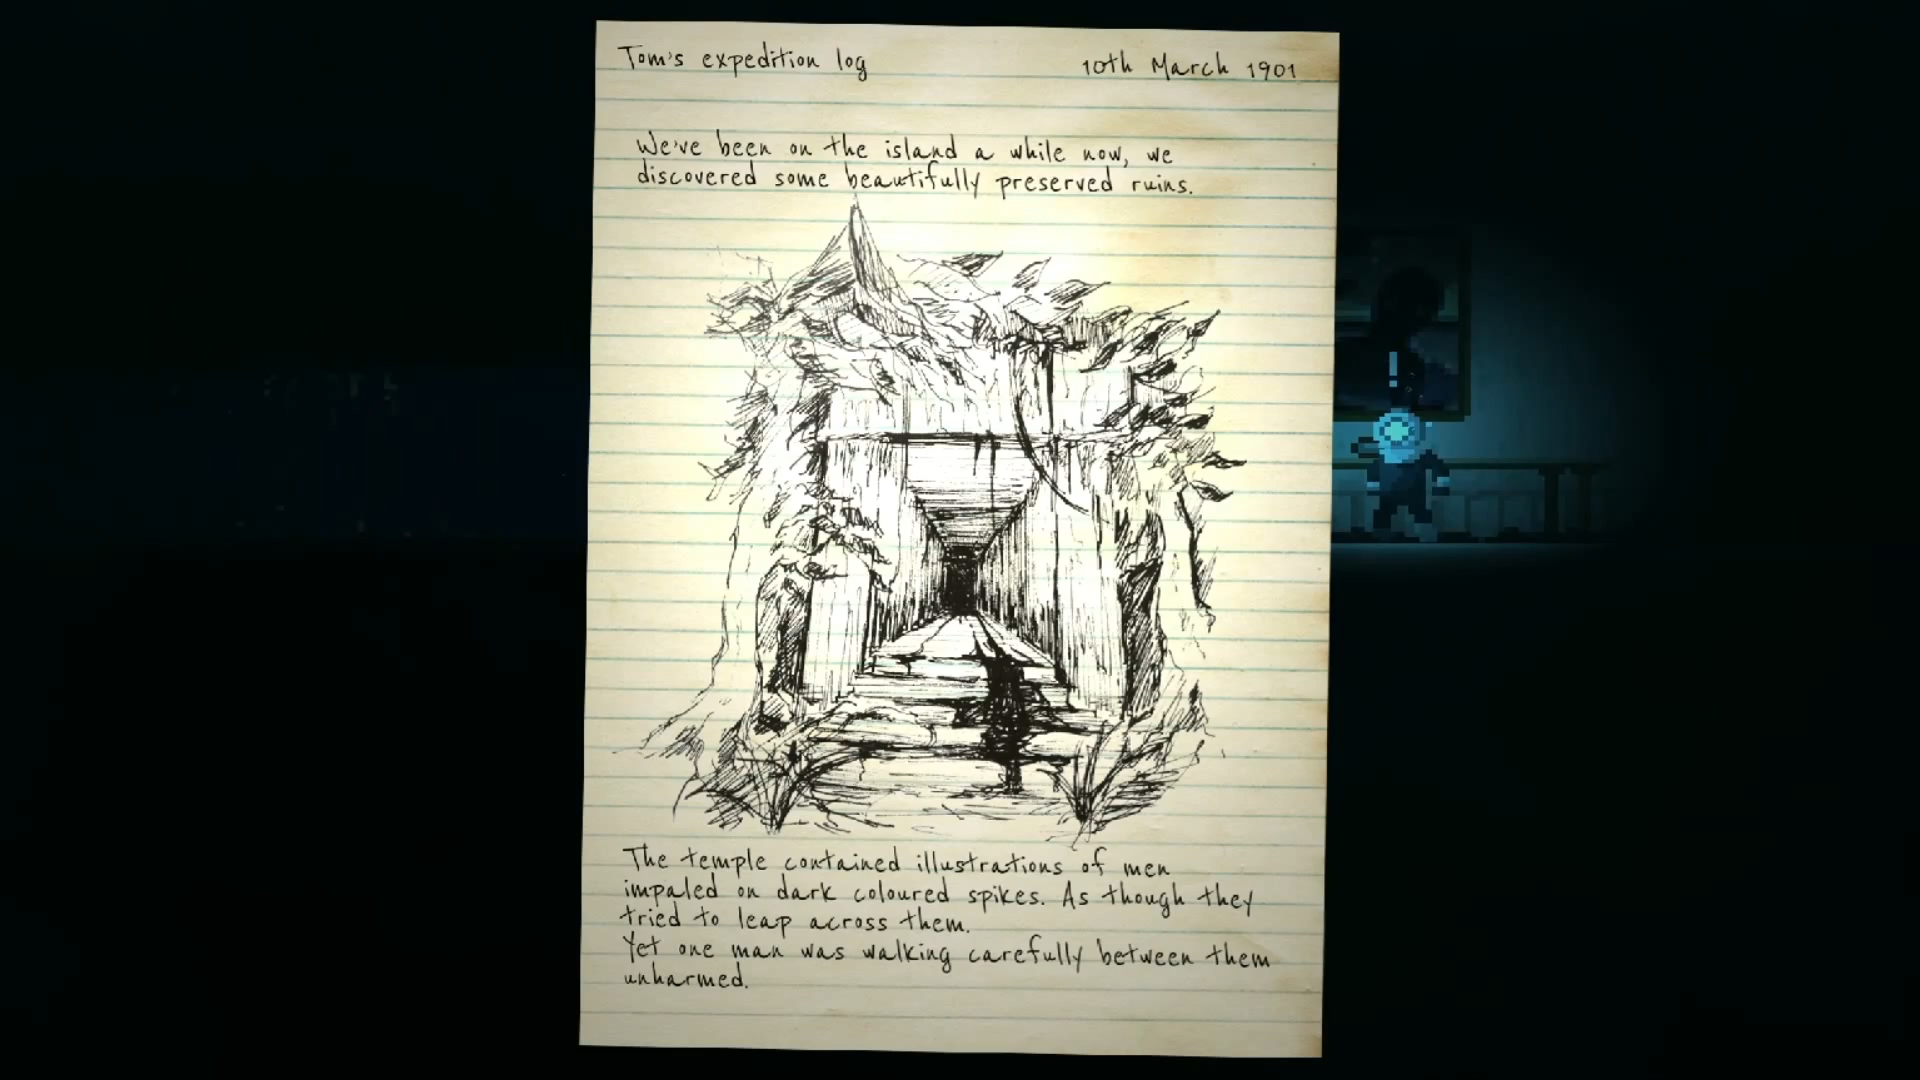 Tom's expedition log
10th March 1901
We've been on the island a while now, we
discovered some beautifully preserved ruins.
The temple contained illustrations of men
impaled on dark coloured spikes. As though they
tried to leap across them.
Yet one man was walking carefully between them
unharmed.